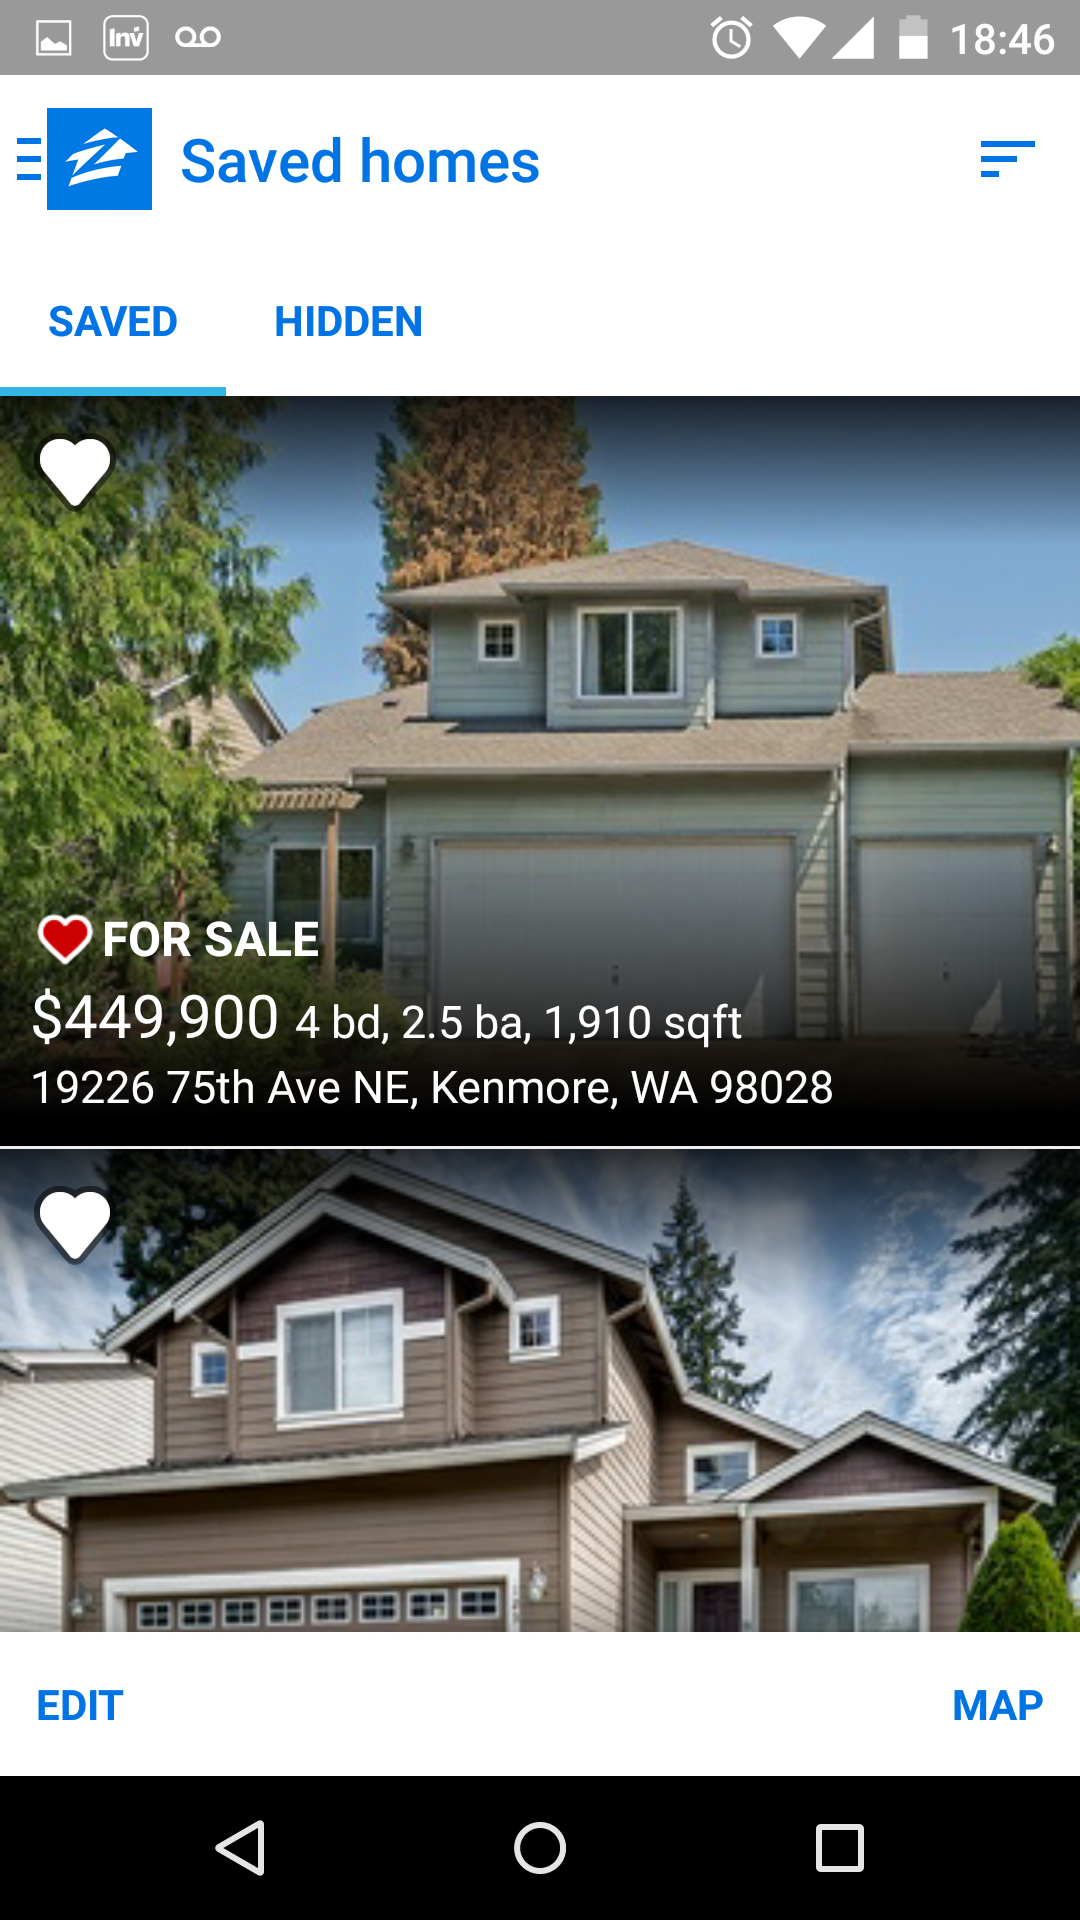 Inv 18:46
Saved homes
SAVED HIDDEN
FOR SALE
$449,900 4 bd, 2.5 ba, 1,910 sqft
19226 75th Ave NE, Kenmore, WA 98028
EDIT MAP